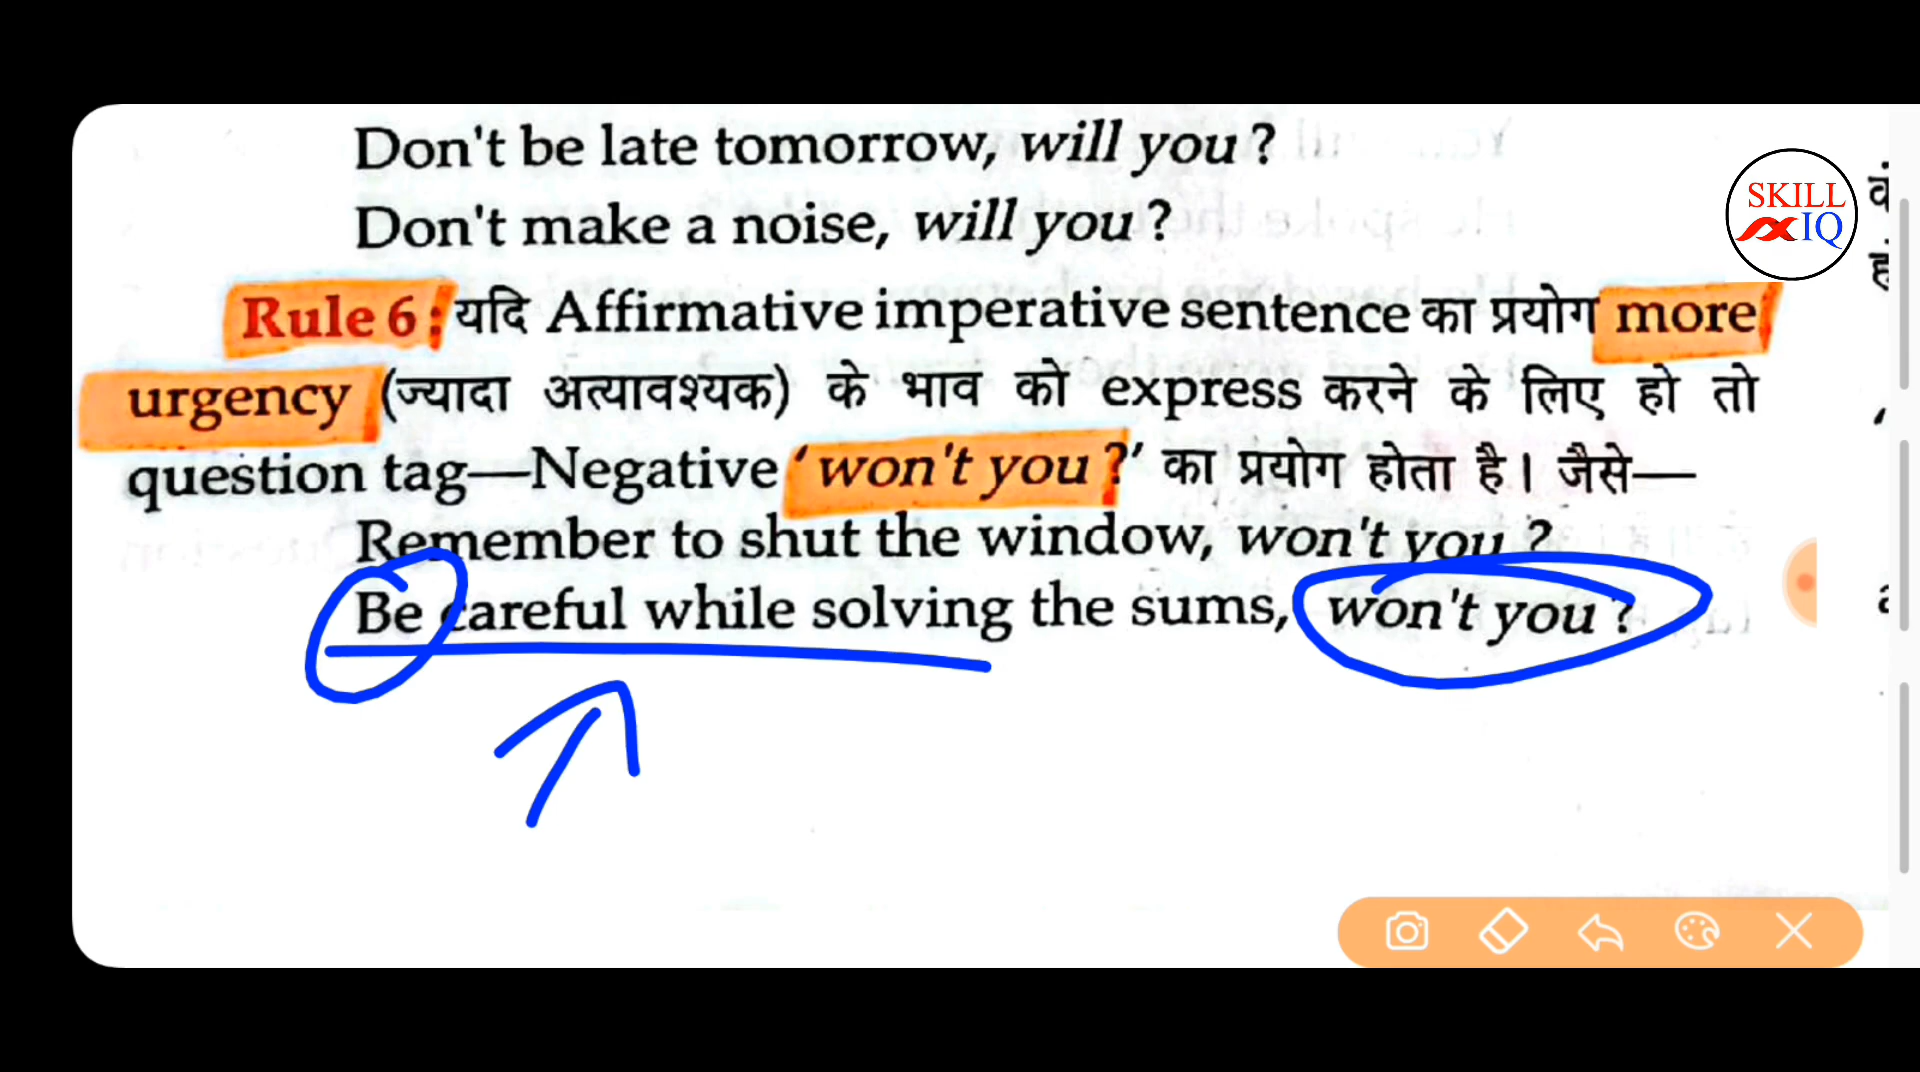 Don't be late tomorrow, will you?
Don't make a noise, will you?
SKILL
IQ
Rule 6 : यदि Affirmative imperative sentence का प्रयोग more
urgency (ज्यादा अत्यावश्यक) के भाव को express करने के लिए हो तो
question tag—Negative 'won't you?' का प्रयोग होता है। जैसे—
Remember to shut the window, won't you?
Be careful while solving the sums, won't you?